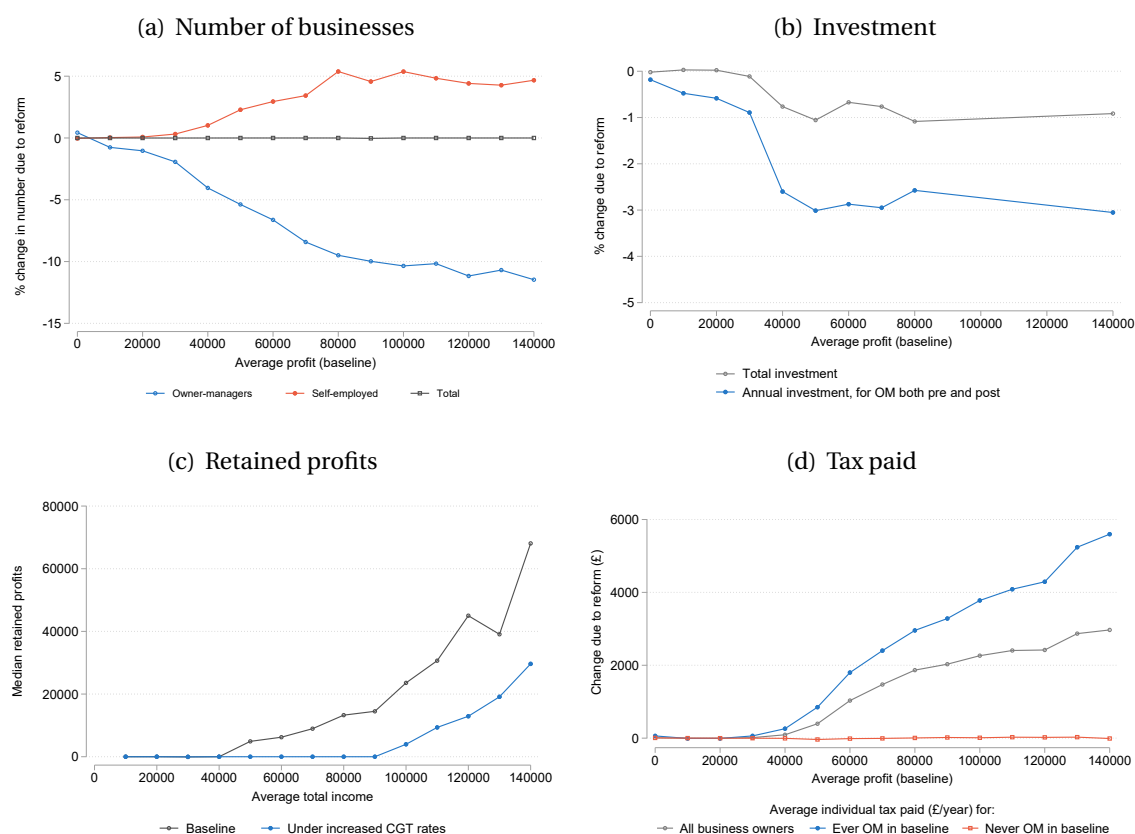 (a) Number of businesses
% change in number due to reform
5
0
-5
-10
-15
0 20000 40000 60000 80000 100000 120000 140000
Average profit (baseline)
Owner-managers Self-employed Total
(b) Investment
% change due to reform
0
-1
-2
-3
-4
-5
0 20000 40000 60000 80000 100000 120000 140000
Average profit (baseline)
Total investment
Annual investment, for OM both pre and post
(c) Retained profits
Median retained profits
80000
60000
40000
20000
0
0 20000 40000 60000 80000 100000 120000 140000
Average total income
Baseline Under increased CGT rates
(d) Tax paid
Change due to reform (£)
6000
4000
2000
0
0 20000 40000 60000 80000 100000 120000 140000
Average profit (baseline)
Average individual tax paid (£/year) for:
All business owners Ever OM in baseline Never OM in baseline